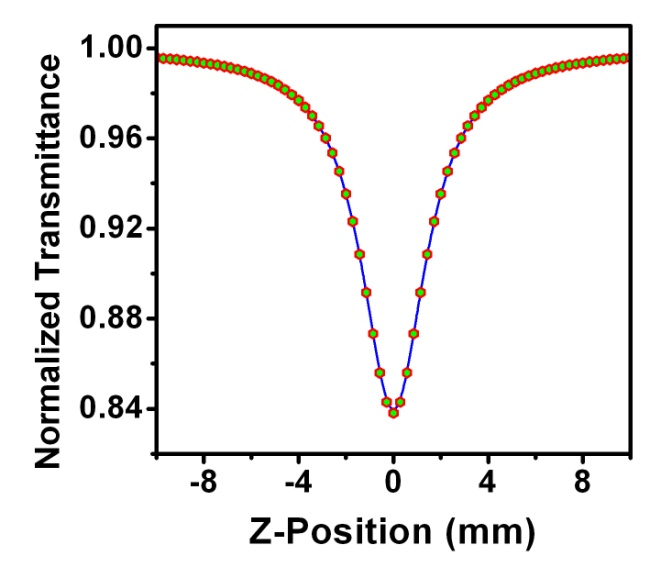 Normalized Transmittance
1.00
0.96
0.92
0.88
0.84
-8 -4 0 4 8
Z-Position (mm)